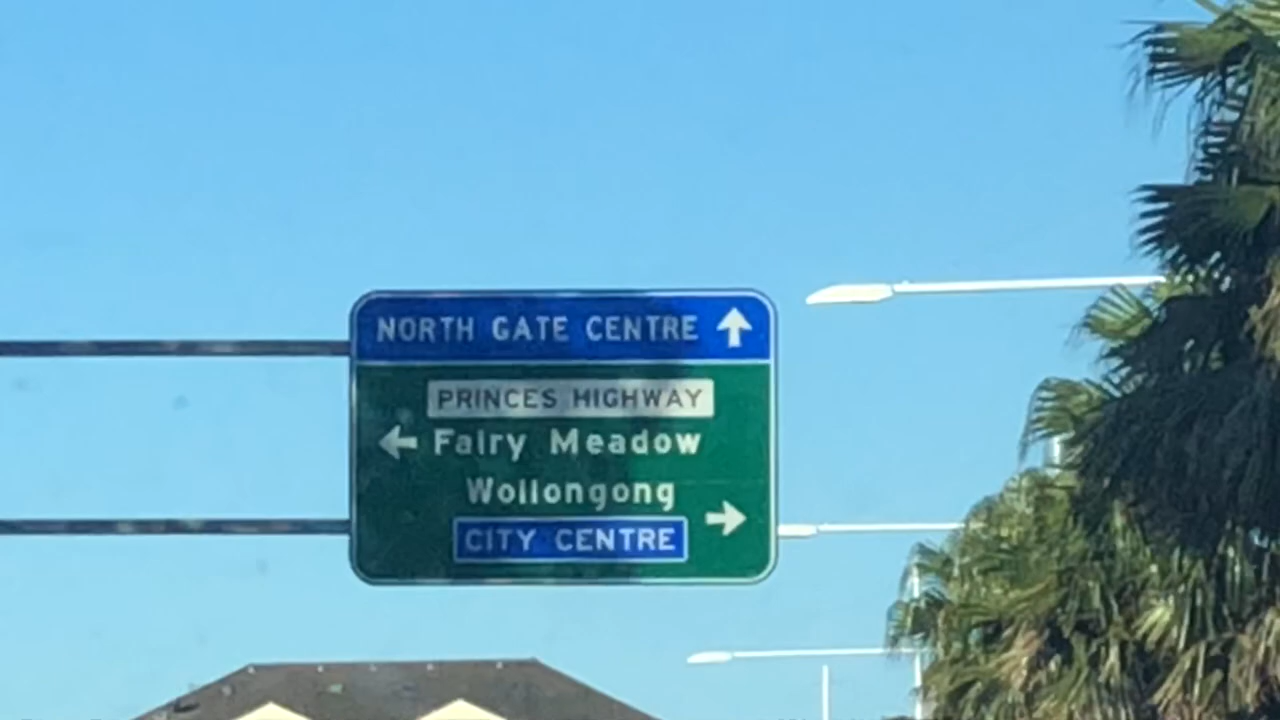 NORTH GATE CENTRE
PRINCES HIGHWAY
Fairy Meadow
Wollongong
CITY CENTRE